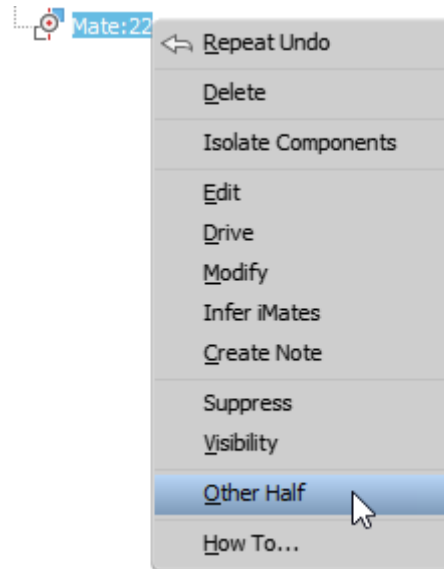 Mate:22
Repeat Undo
Delete
Isolate Components
Edit
Drive
Modify
Infer iMates
Create Note
Suppress
Visibility
Other Half
How To...